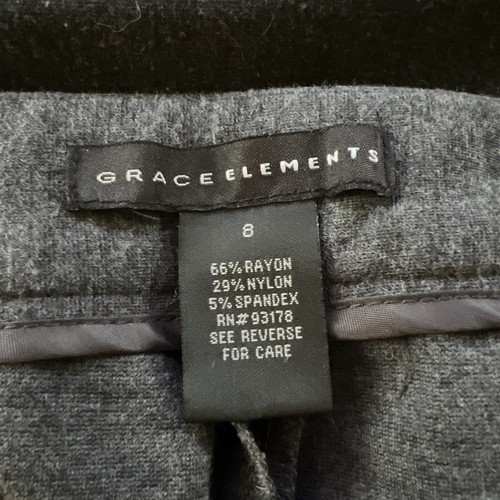 GRACE ELEMENTS
8
66% RAYON
29% NYLON
5% SPANDEX
RN# 93178
SEE REVERSE
FOR CARE